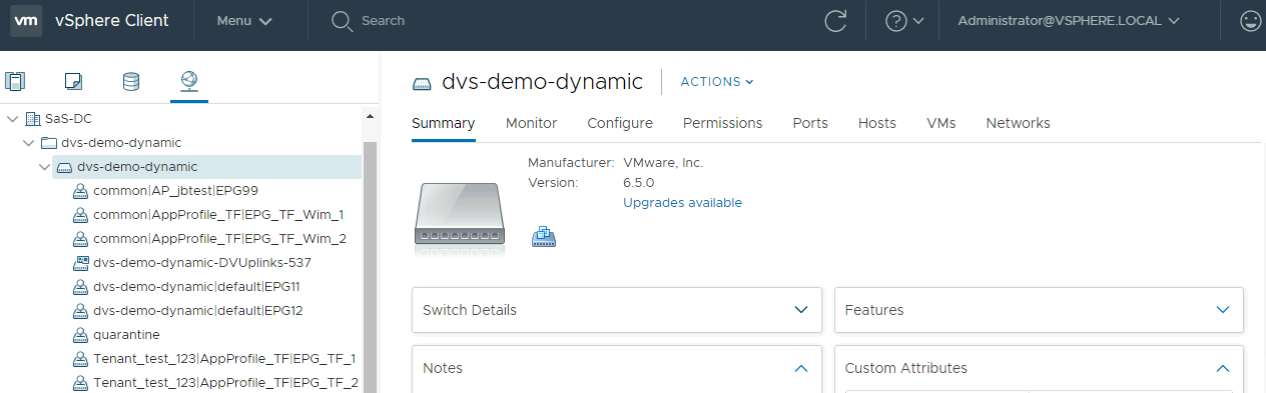 vm vSphere Client Menu Search Administrator@VSPHERE.LOCAL
dvs-demo-dynamic ACTIONS
Summary Monitor Configure Permissions Ports Hosts VMs Networks
SaS-DC
dvs-demo-dynamic
dvs-demo-dynamic
common|AP_jbtest|EPG99
common|AppProfile_TF|EPG_TF_Wim_1
common|AppProfile_TF|EPG_TF_Wim_2
dvs-demo-dynamic-DVUplinks-537
dvs-demo-dynamic|default|EPG11
dvs-demo-dynamic|default|EPG12
quarantine
Tenant_test_123|AppProfile_TF|EPG_TF_1
Tenant_test_123|AppProfile_TF|EPG_TF_2
Manufacturer: VMware, Inc.
Version: 6.5.0
Upgrades available
Switch Details
Features
Notes
Custom Attributes